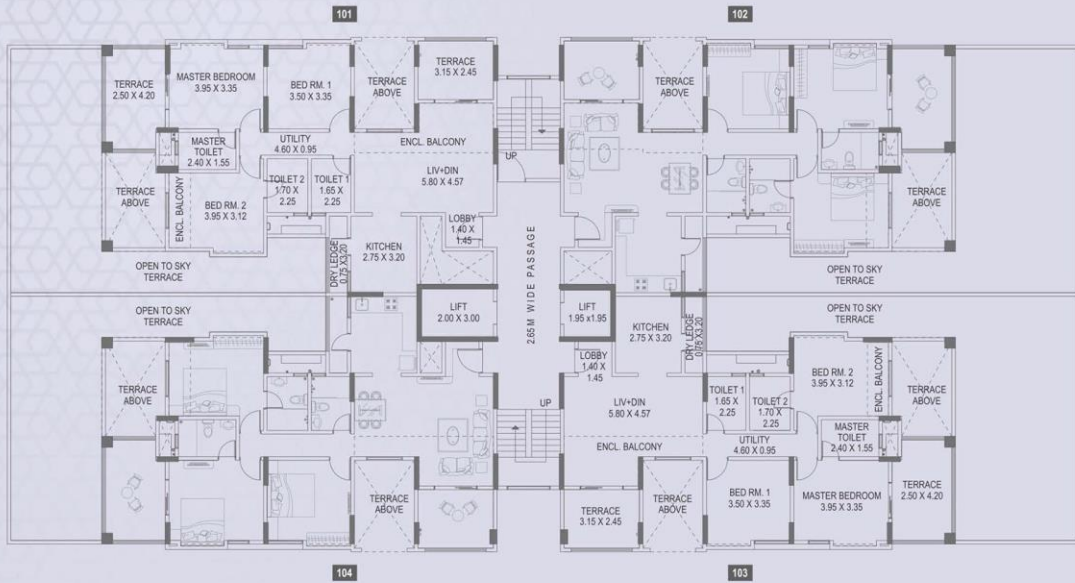 101
102
TERRACE
2.50 X 4.20
MASTER BEDROOM
3.95 X 3.35
BED RM. 1
3.50 X 3.35
TERRACE
ABOVE
TERRACE
3.15 X 2.45
TERRACE
ABOVE
MASTER
TOILET
2.40 X 1.55
UTILITY
4.60 X 0.95
ENCL. BALCONY
UP
TERRACE
ABOVE
ENCL. BALCONY
BED RM. 2
3.95 X 3.12
TOILET 2
1.70 X
2.25
TOILET 1
1.65 X
2.25
LIV+DIN
5.80 X 4.57
TERRACE
ABOVE
LOBBY
1.40 X
1.45
OPEN TO SKY
TERRACE
DRY LEDGE
0.75 X3.20
KITCHEN
2.75 X 3.20
2.65 M WIDE PASSAGE
OPEN TO SKY
TERRACE
OPEN TO SKY
TERRACE
LIFT
2.00 X 3.00
LIFT
1.95 x1.95
KITCHEN
2.75 X 3.20
DRY LEDGE
0.75 X3.20
OPEN TO SKY
TERRACE
LOBBY
1.40 X
1.45
BED RM. 2
3.95 X 3.12
ENCL. BALCONY
TERRACE
ABOVE
TERRACE
ABOVE
UP
LIV+DIN
5.80 X 4.57
TOILET 1
1.65 X
2.25
TOILET 2
1.70 X
2.25
MASTER
TOILET
2.40 X 1.55
ENCL. BALCONY
UTILITY
4.60 X 0.95
TERRACE
ABOVE
TERRACE
3.15 X 2.45
TERRACE
ABOVE
BED RM. 1
3.50 X 3.35
MASTER BEDROOM
3.95 X 3.35
TERRACE
2.50 X 4.20
104
103